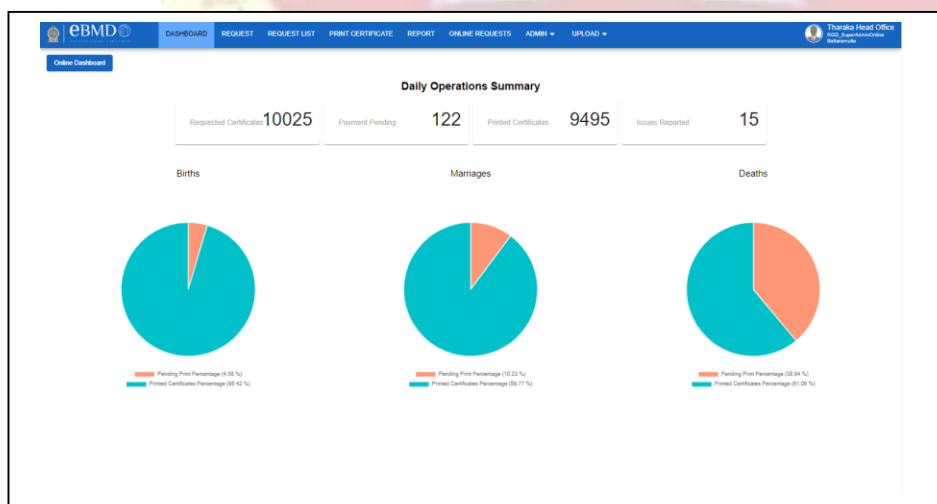 eBMD
DASHBOARD REQUEST REQUEST LIST PRINT CERTIFICATE REPORT ONLINE REQUESTS ADMIN UPLOAD
Tharaka Head Office
RGD_SuperAdminOnline
Battaramulla
Online Dashboard
Daily Operations Summary
Requested Certificates 10025 Payment Pending 122 Printed Certificates 9495 Issues Reported 15
Births Marriages Deaths
Pending Print Percentage (4.58 %) Pending Print Percentage (10.23 %) Pending Print Percentage (38.94 %)
Printed Certificates Percentage (95.42 %) Printed Certificates Percentage (89.77 %) Printed Certificates Percentage (61.06 %)